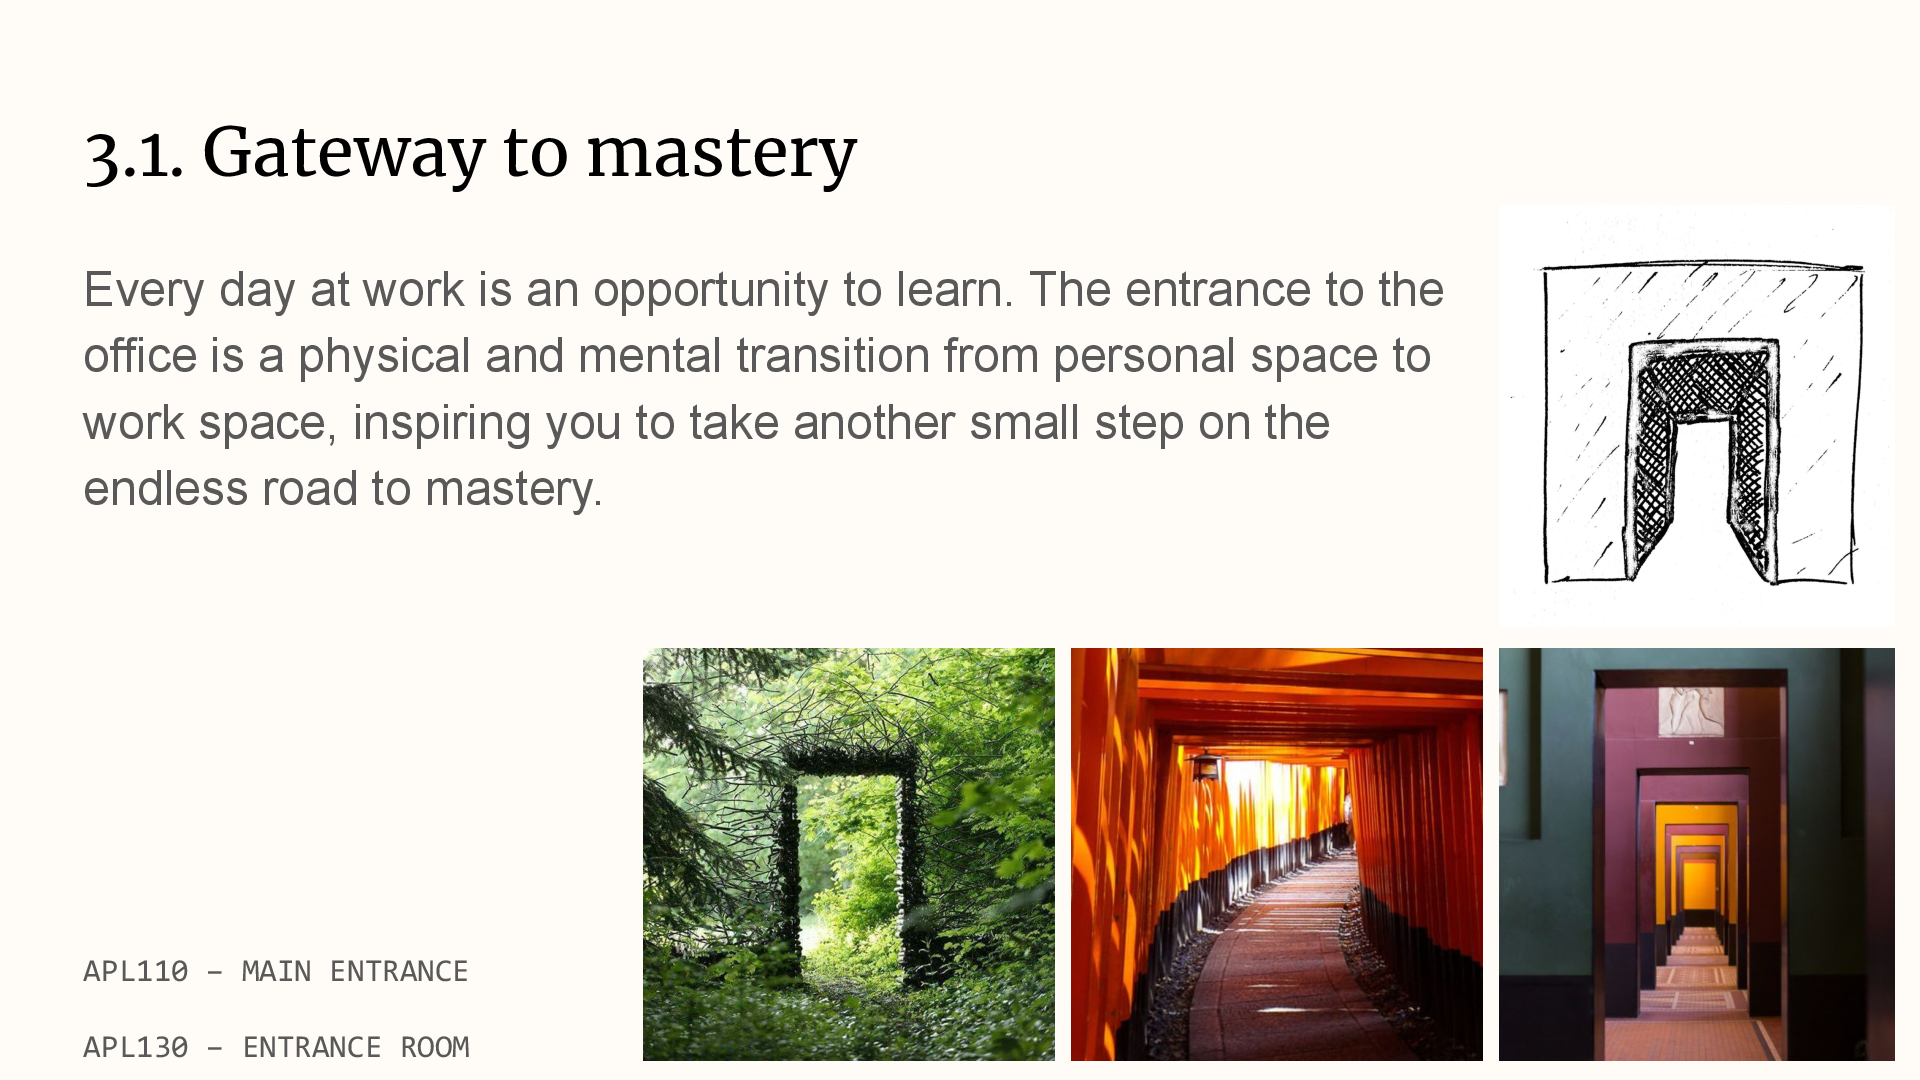 3.1. Gateway to mastery
Every day at work is an opportunity to learn. The entrance to the
office is a physical and mental transition from personal space to
work space, inspiring you to take another small step on the
endless road to mastery.
APL110 – MAIN ENTRANCE
APL130 – ENTRANCE ROOM